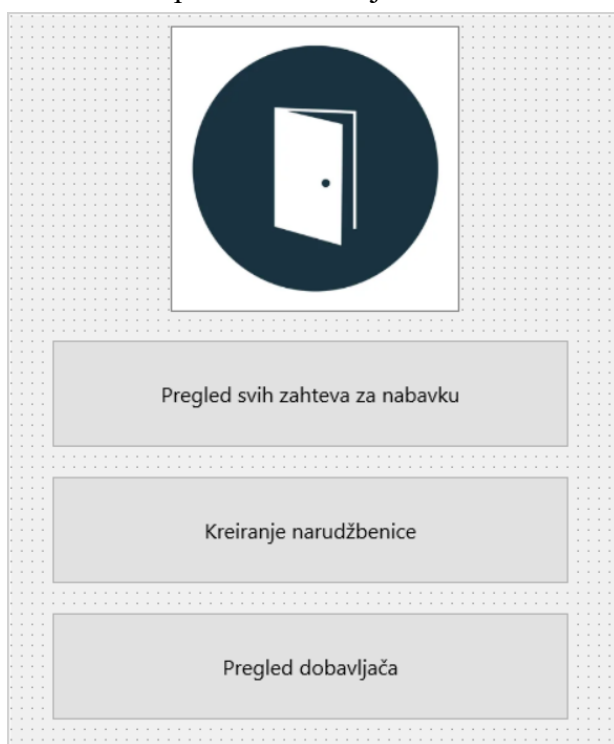 Pregled svih zahteva za nabavku
Kreiranje narudžbenice
Pregled dobavljača